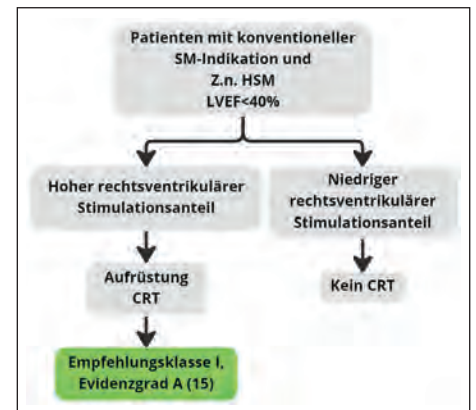 Patienten mit konventioneller
SM-Indikation und
Z.n. HSM
LVEF<40%
Hoher rechtsventrikulärer
Stimulationsanteil
Niedriger
rechtsventrikulärer
Stimulationsanteil
Aufrüstung
CRT
Kein CRT
Empfehlungsklasse I,
Evidenzgrad A (15)